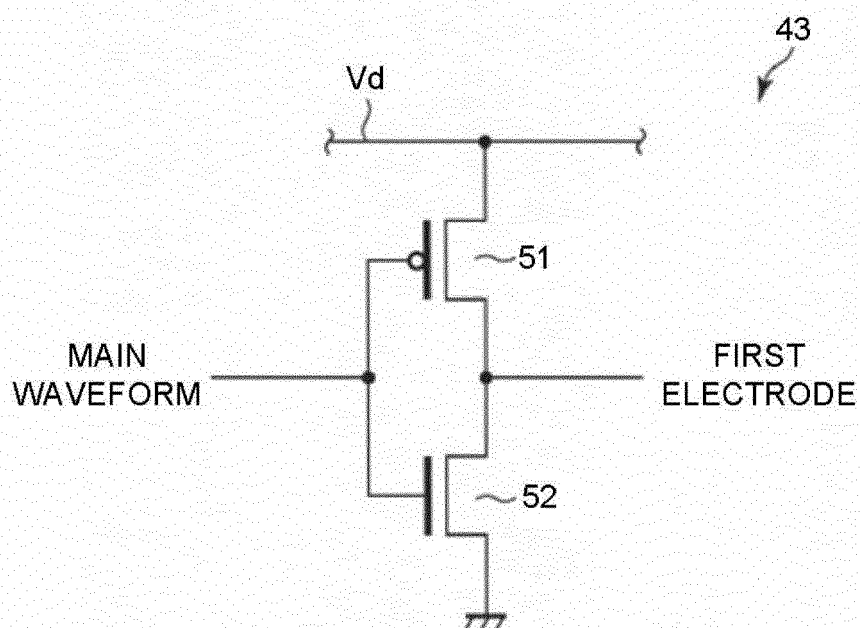 43
Vd
51
MAIN
WAVEFORM
FIRST
ELECTRODE
52